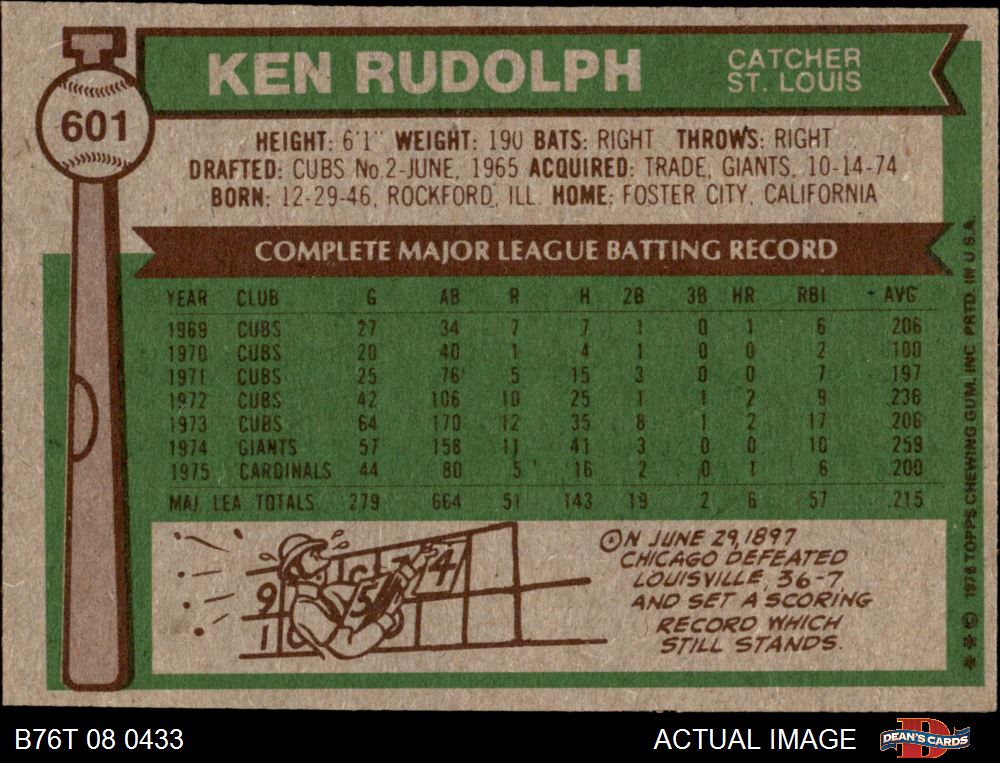 KEN RUDOLPH
CATCHER
ST. LOUIS
601
HEIGHT: 6'1" WEIGHT: 190 BATS: RIGHT THROWS: RIGHT
DRAFTED: CUBS No.2-JUNE, 1965 ACQUIRED: TRADE, GIANTS, 10-14-74
BORN: 12-29-46, ROCKFORD, ILL. HOME: FOSTER CITY, CALIFORNIA
COMPLETE MAJOR LEAGUE BATTING RECORD
YEAR CLUB G AB R H 2B 3B HR RBI AVG
1969 CUBS 27 34 7 7 1 0 1 6 .206
1970 CUBS 20 40 1 4 1 0 0 2 .100
1971 CUBS 25 76 5 15 3 0 0 7 .197
1972 CUBS 42 106 10 25 1 1 2 9 .236
1973 CUBS 64 170 12 35 8 1 2 17 .206
1974 GIANTS 57 158 11 41 3 0 0 10 .259
1975 CARDINALS 44 80 5 16 2 0 1 6 .200
MAJ. LEA. TOTALS 279 664 51 143 19 2 6 57 .215
9 5 4
1
ON JUNE 29, 1897
CHICAGO DEFEATED
LOUISVILLE, 36-7,
AND SET A SCORING
RECORD WHICH
STILL STANDS.
* * © 1976 TOPPS CHEWING GUM, INC. PRTD. IN U.S.A.
B76T 08 0433
ACTUAL IMAGE
D
DEAN'S CARDS